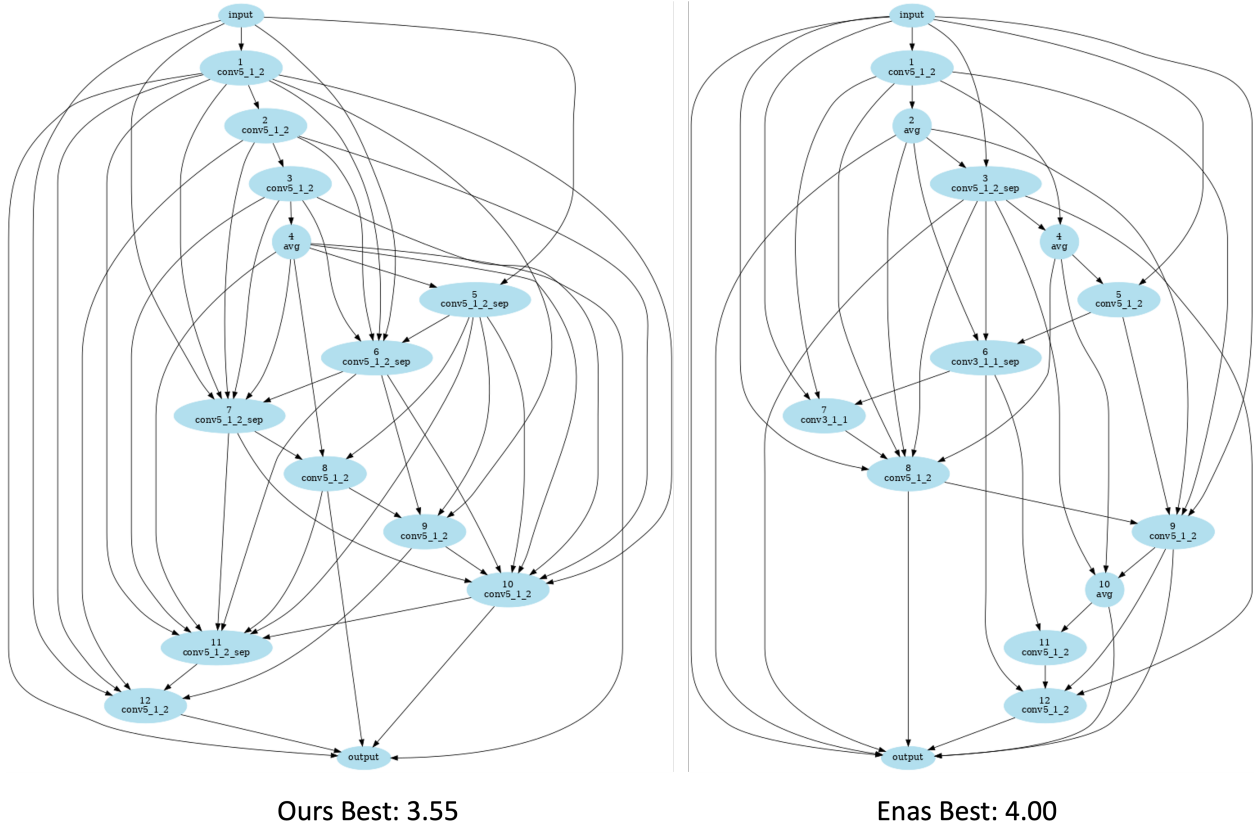 input
1
conv5_1_2
2
conv5_1_2
3
conv5_1_2
4
avg
5
conv5_1_2_sep
6
conv5_1_2_sep
7
conv5_1_2_sep
8
conv5_1_2
9
conv5_1_2
10
conv5_1_2
11
conv5_1_2_sep
12
conv5_1_2
output
Ours Best: 3.55
input
1
conv5_1_2
2
avg
3
conv5_1_2_sep
4
avg
5
conv5_1_2
6
conv3_1_1_sep
7
conv3_1_1
8
conv5_1_2
9
conv5_1_2
10
avg
11
conv5_1_2
12
conv5_1_2
output
Enas Best: 4.00